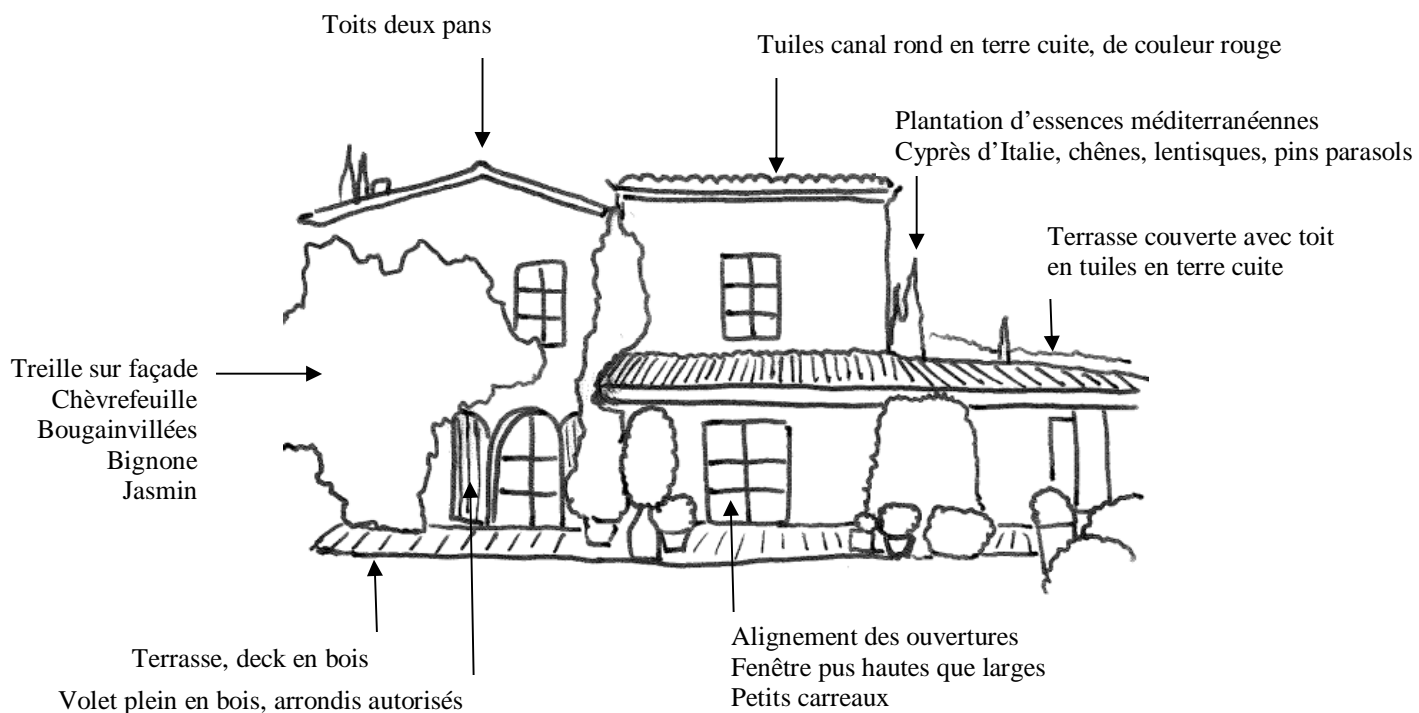 Toits deux pans
Tuiles canal rond en terre cuite, de couleur rouge
Plantation d’essences méditerranéennes
Cyprès d’Italie, chênes, lentisques, pins parasols
Terrasse couverte avec toit
en tuiles en terre cuite
Treille sur façade
Chèvrefeuille
Bougainvillées
Bignone
Jasmin
Terrasse, deck en bois
Volet plein en bois, arrondis autorisés
Alignement des ouvertures
Fenêtre pus hautes que larges
Petits carreaux